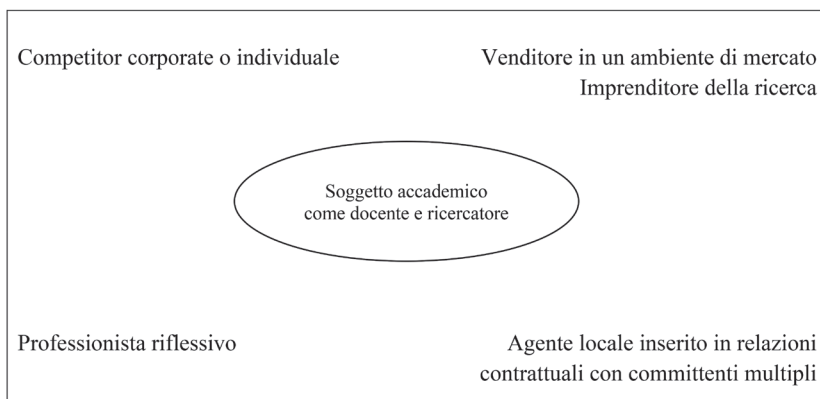 Competitor corporate o individuale
Venditore in un ambiente di mercato
Imprenditore della ricerca
Soggetto accademico
come docente e ricercatore
Professionista riflessivo
Agente locale inserito in relazioni
contrattuali con committenti multipli